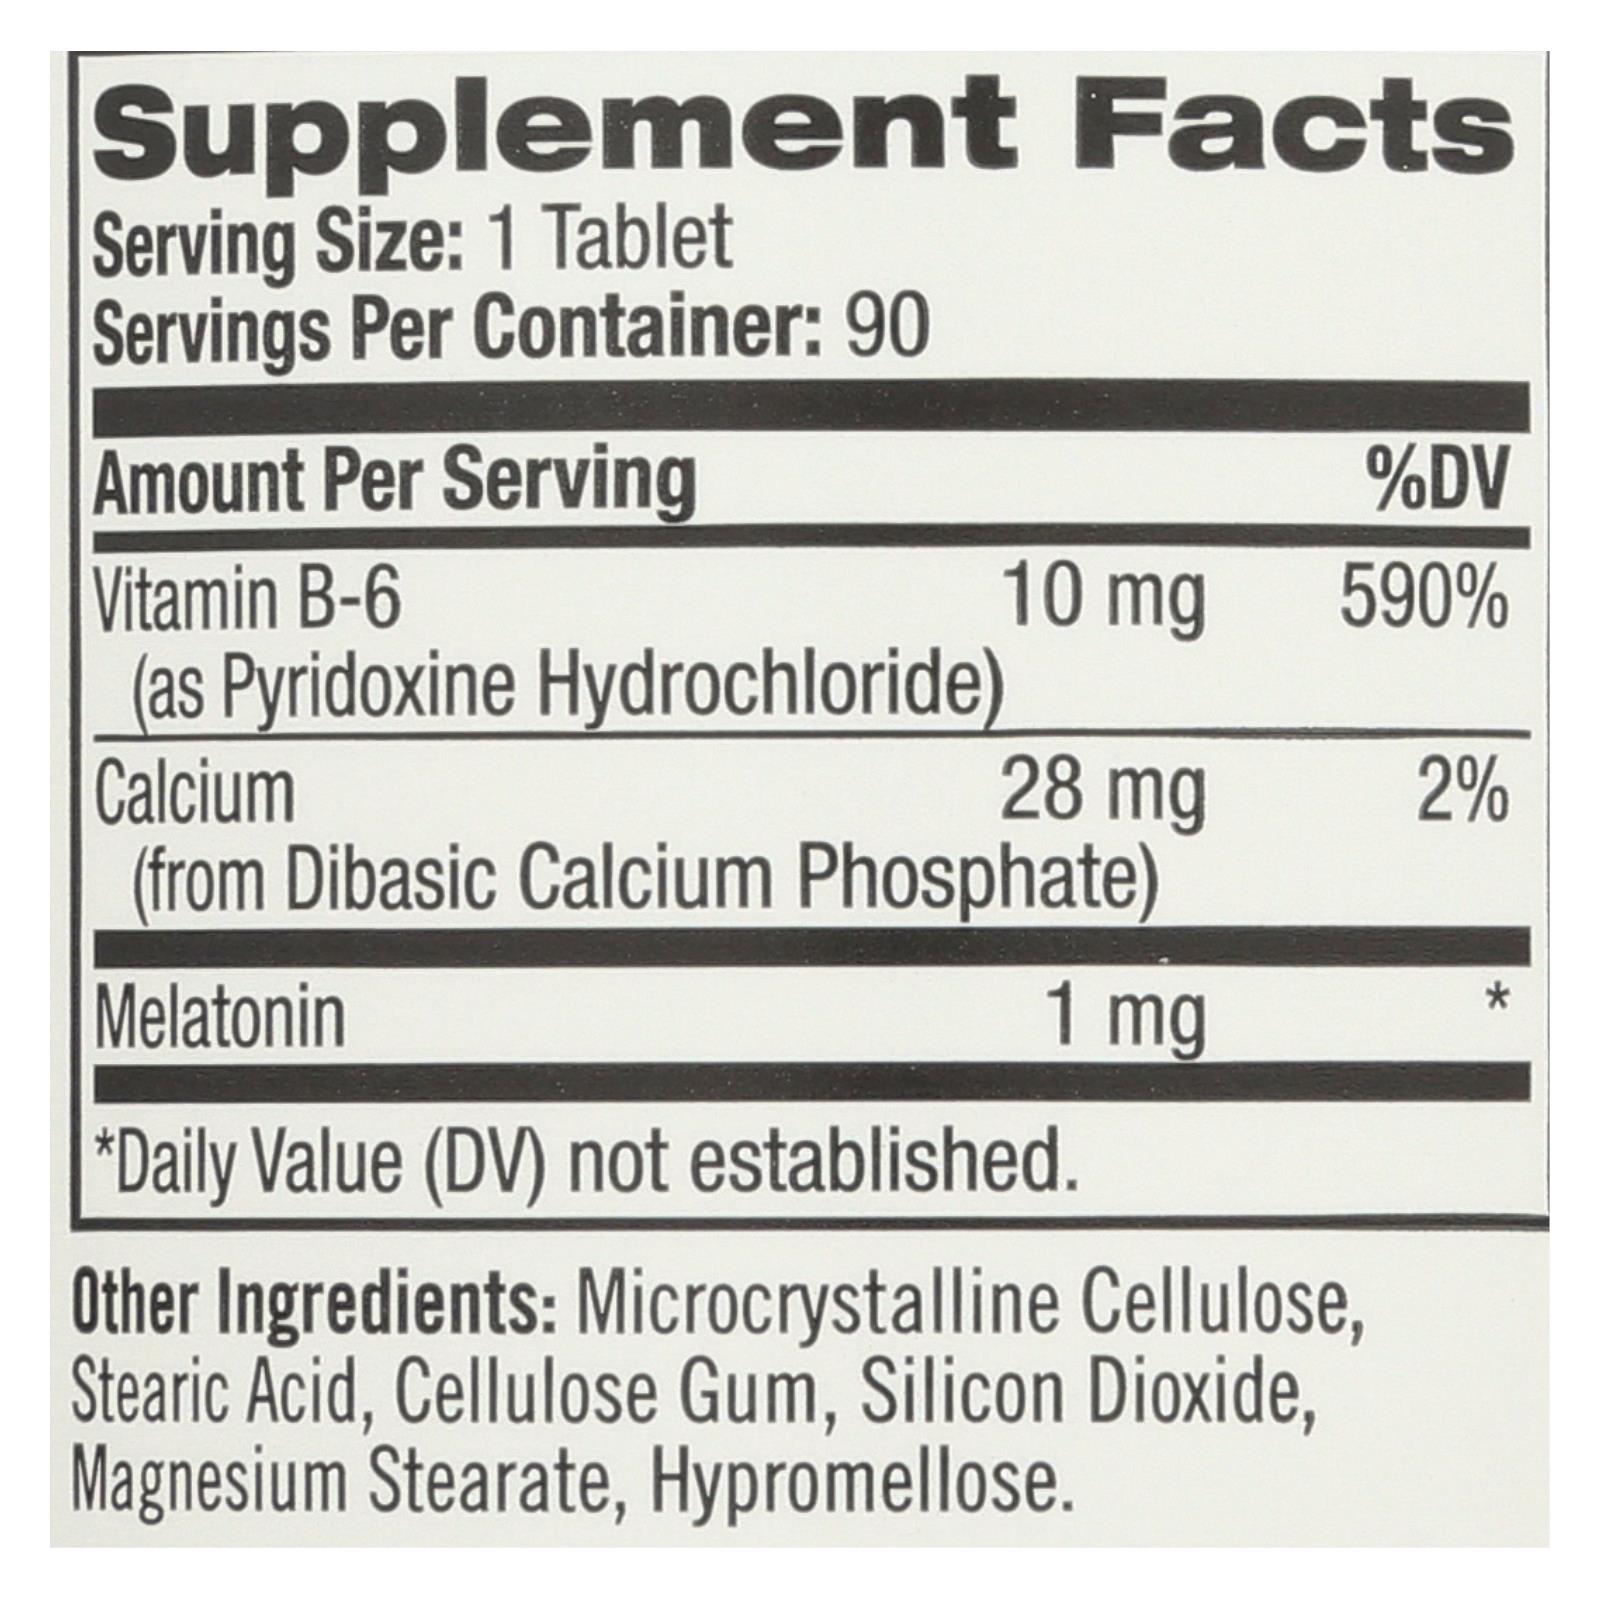 Supplement Facts
Serving Size: 1 Tablet
Servings Per Container: 90
Amount Per Serving %DV
Vitamin B-6 10 mg 590%
(as Pyridoxine Hydrochloride)
Calcium 28 mg 2%
(from Dibasic Calcium Phosphate)
Melatonin 1 mg *
*Daily Value (DV) not established.
Other Ingredients: Microcrystalline Cellulose,
Stearic Acid, Cellulose Gum, Silicon Dioxide,
Magnesium Stearate, Hypromellose.